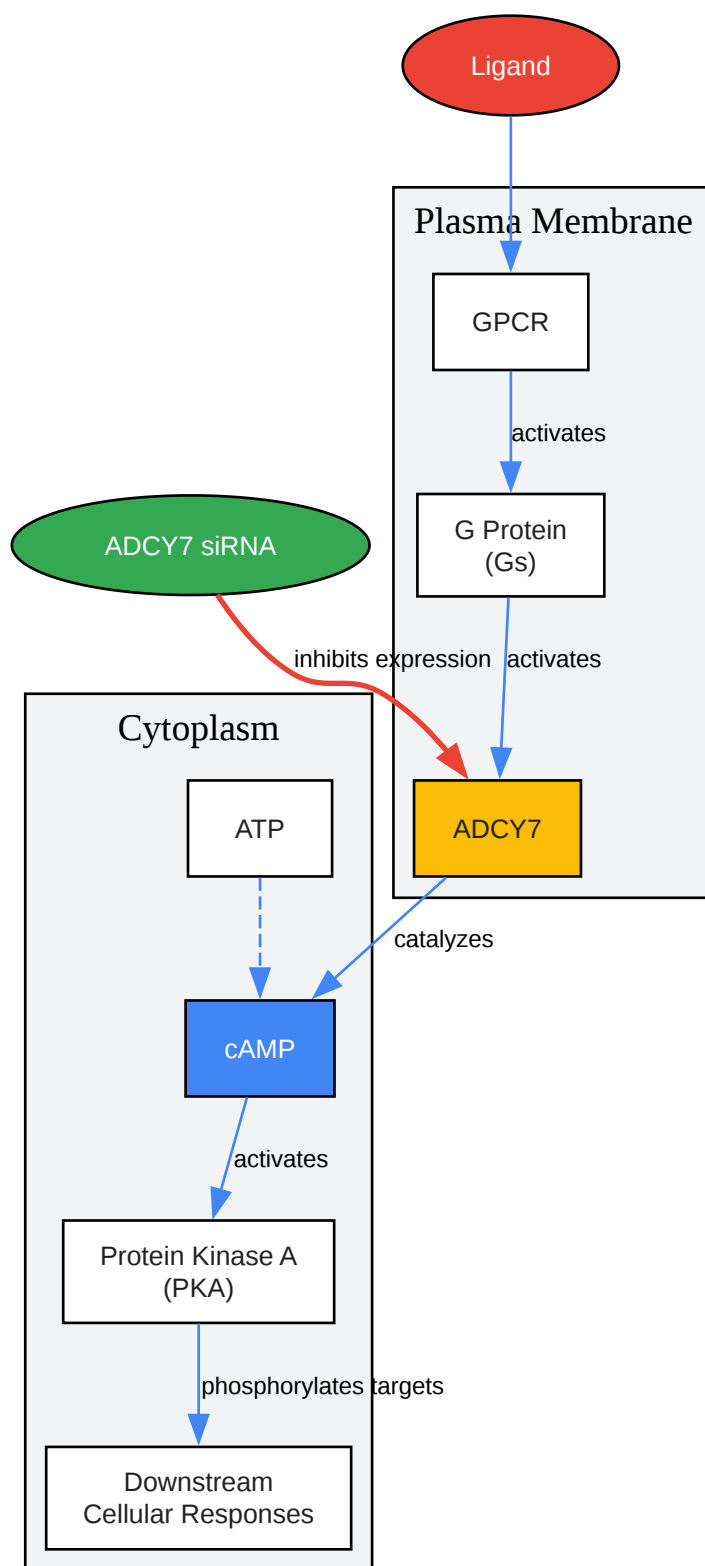 Ligand
Plasma Membrane
GPCR
activates
G Protein
(Gs)
ADCY7 siRNA
inhibits expression
activates
Cytoplasm
ATP
ADCY7
catalyzes
cAMP
activates
Protein Kinase A
(PKA)
phosphorylates targets
Downstream
Cellular Responses